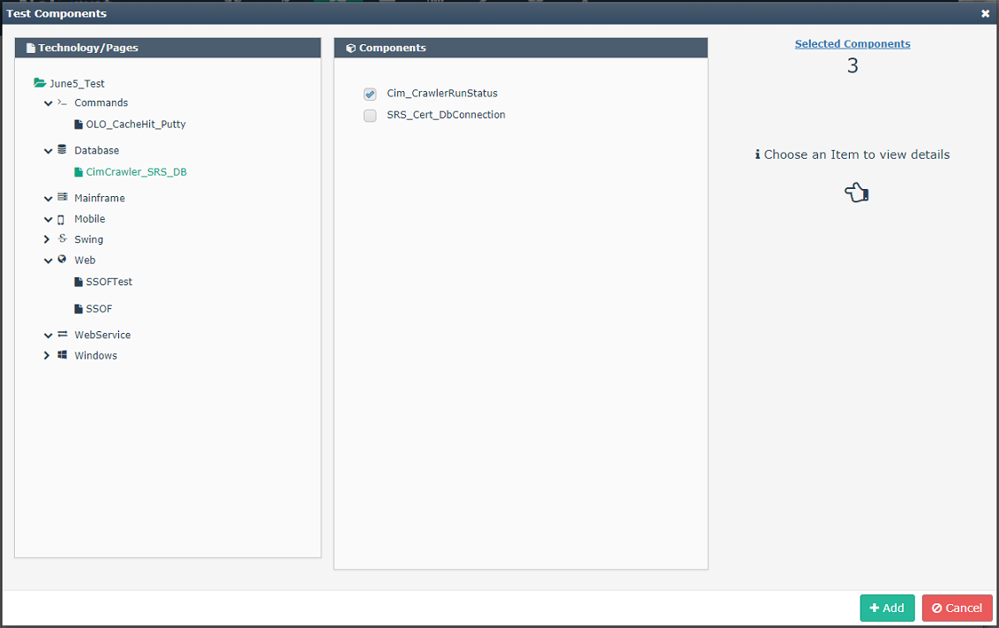 Test Components
Technology/Pages
June5_Test
Commands
OLO_CacheHit_Putty
Database
CimCrawler_SRS_DB
Mainframe
Mobile
Swing
Web
SSOFTest
SSOF
WebService
Windows
Components
Cim_CrawlerRunStatus
SRS_Cert_DbConnection
Selected Components
3
Choose an Item to view details
Add
Cancel